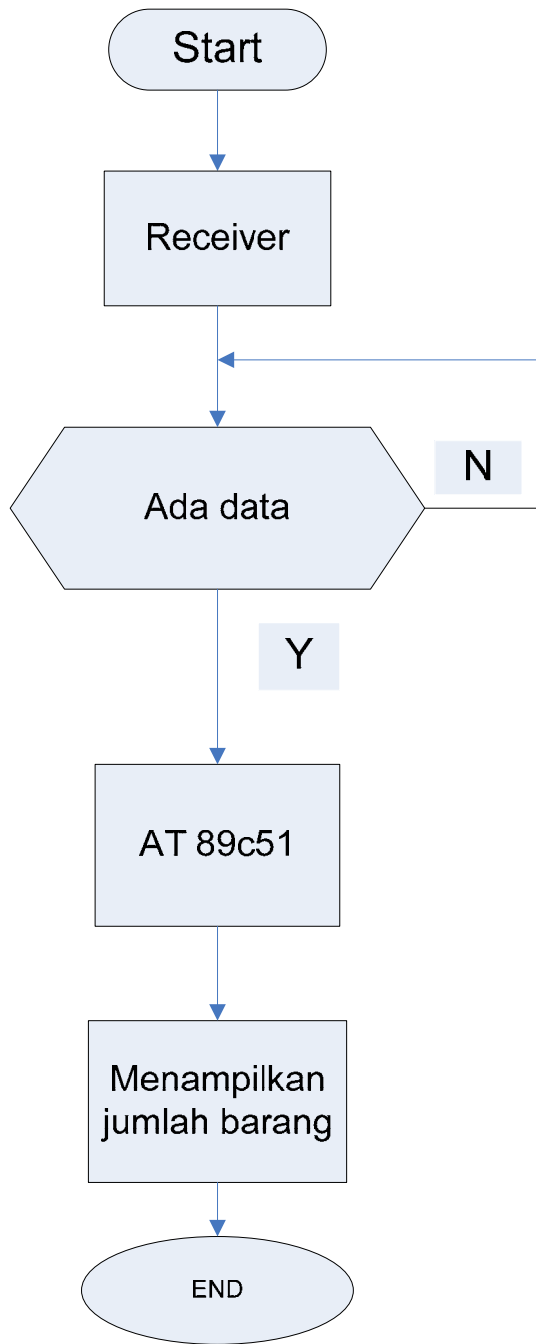 Start
Receiver
Ada data
N
Y
AT 89c51
Menampilkan
jumlah barang
END